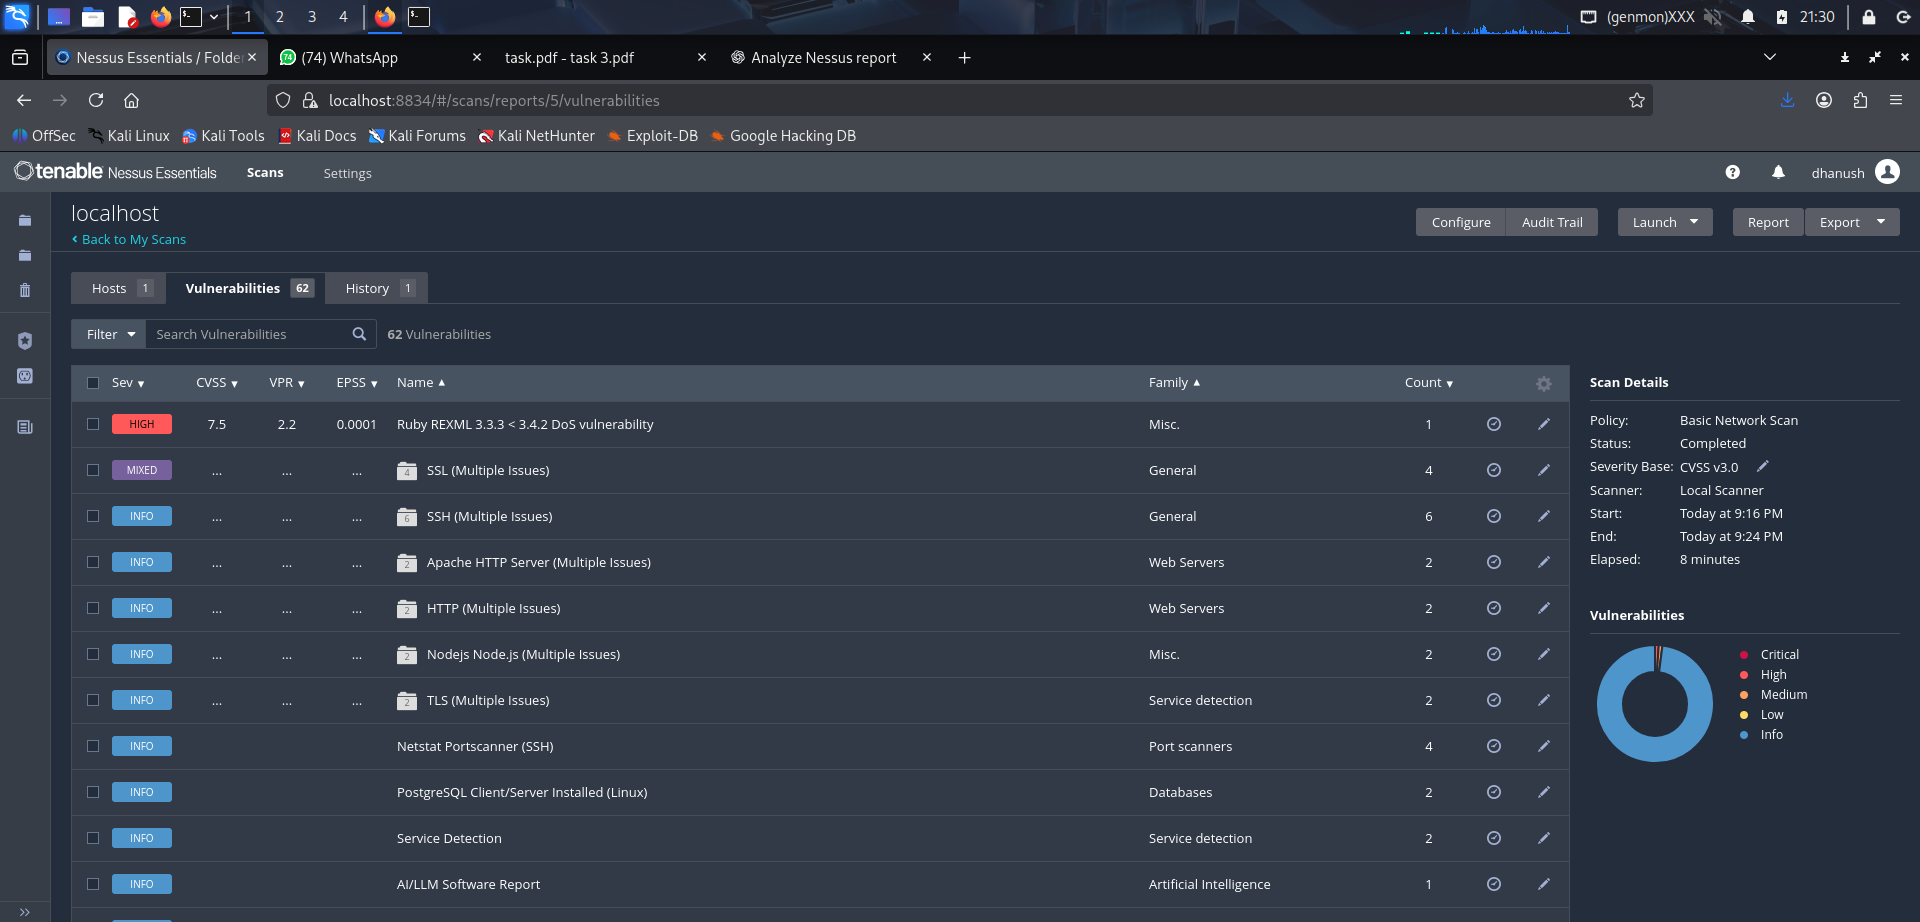 1 2 3 4 (genmon)XXX 21:30
Nessus Essentials / Folde
(74) WhatsApp
task.pdf - task 3.pdf
Analyze Nessus report
localhost:8834/#/scans/reports/5/vulnerabilities
OffSec Kali Linux Kali Tools Kali Docs Kali Forums Kali NetHunter Exploit-DB Google Hacking DB
tenable Nessus Essentials Scans Settings dhanush
localhost
Back to My Scans
Configure Audit Trail Launch Report Export
Hosts 1 Vulnerabilities 62 History 1
Filter Search Vulnerabilities 62 Vulnerabilities
Sev CVSS VPR EPSS Name Family Count
HIGH 7.5 2.2 0.0001 Ruby REXML 3.3.3 < 3.4.2 DoS vulnerability Misc. 1
MIXED ... ... ... 4 SSL (Multiple Issues) General 4
INFO ... ... ... 6 SSH (Multiple Issues) General 6
INFO ... ... ... 2 Apache HTTP Server (Multiple Issues) Web Servers 2
INFO ... ... ... 2 HTTP (Multiple Issues) Web Servers 2
INFO ... ... ... 2 Nodejs Node.js (Multiple Issues) Misc. 2
INFO ... ... ... 2 TLS (Multiple Issues) Service detection 2
INFO Netstat Portscanner (SSH) Port scanners 4
INFO PostgreSQL Client/Server Installed (Linux) Databases 2
INFO Service Detection Service detection 2
INFO AI/LLM Software Report Artificial Intelligence 1
Scan Details
Policy: Basic Network Scan
Status: Completed
Severity Base: CVSS v3.0
Scanner: Local Scanner
Start: Today at 9:16 PM
End: Today at 9:24 PM
Elapsed: 8 minutes
Vulnerabilities
Critical
High
Medium
Low
Info